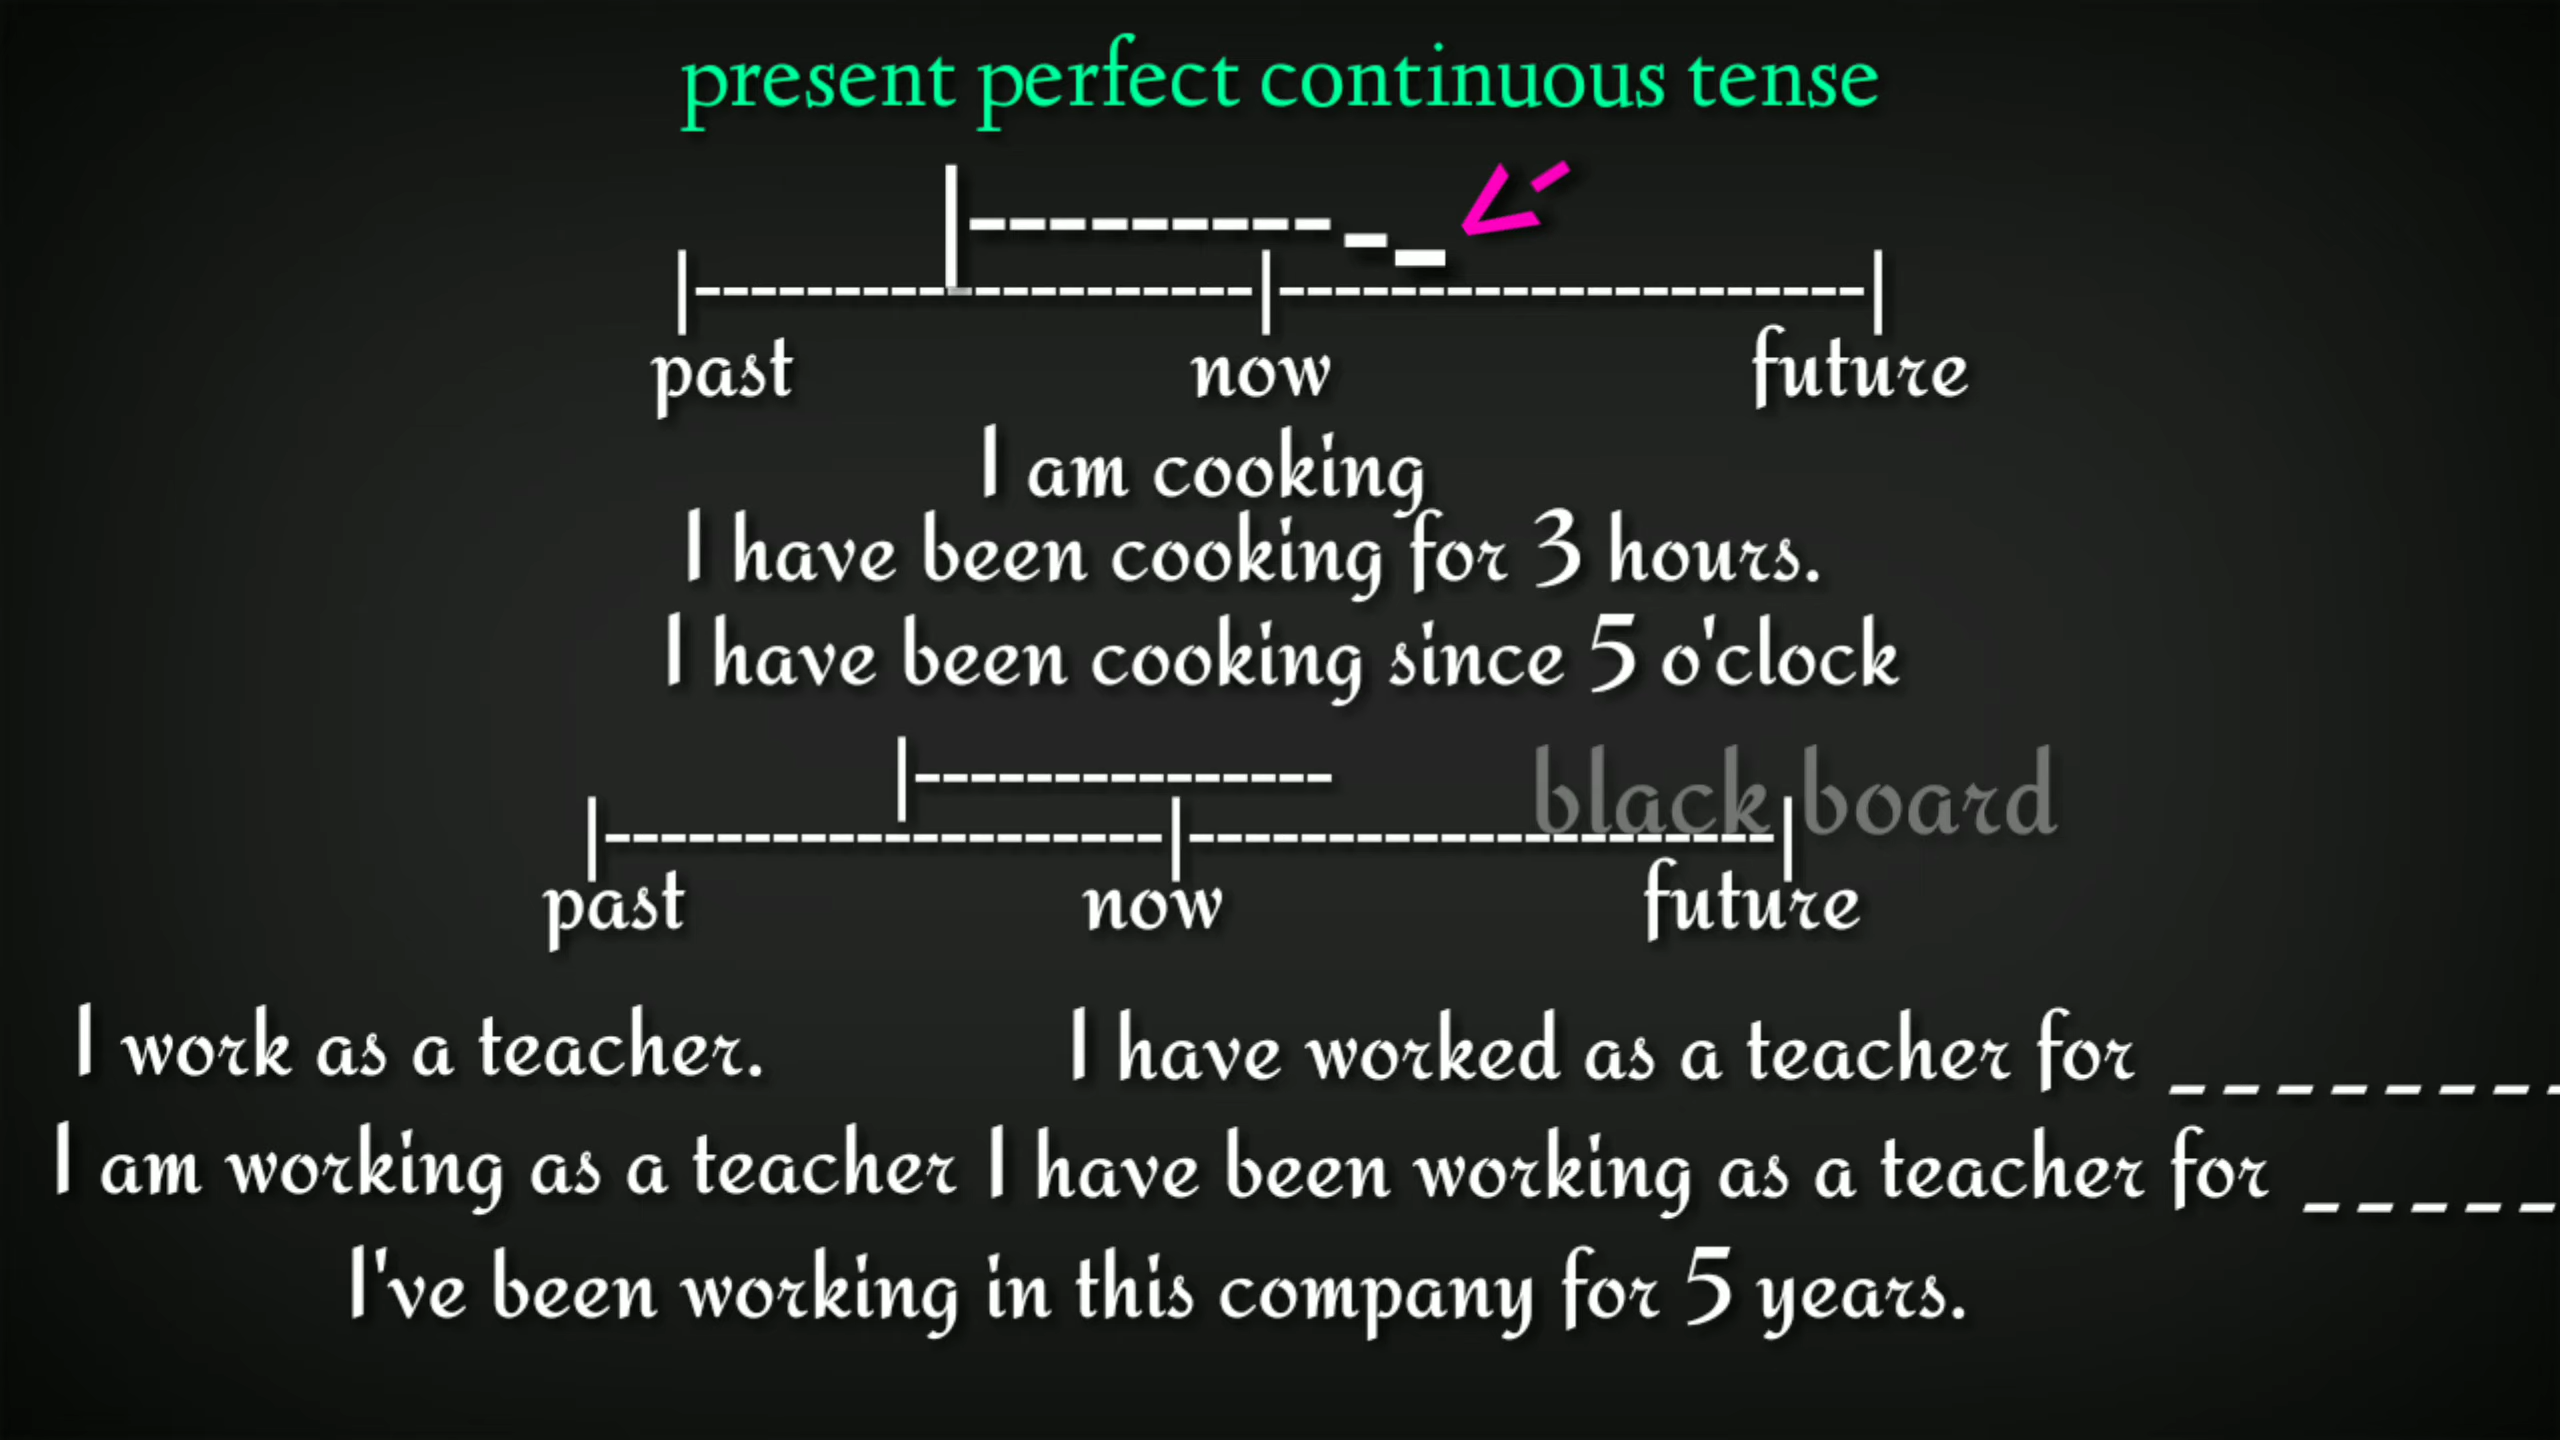 present perfect continuous tense
past now future
I am cooking
I have been cooking for 3 hours.
I have been cooking since 5 o'clock
black board
past now future
I work as a teacher. I have worked as a teacher for _ _ _ _ _ _ _ _
I am working as a teacher I have been working as a teacher for _ _ _ _ _
I've been working in this company for 5 years.